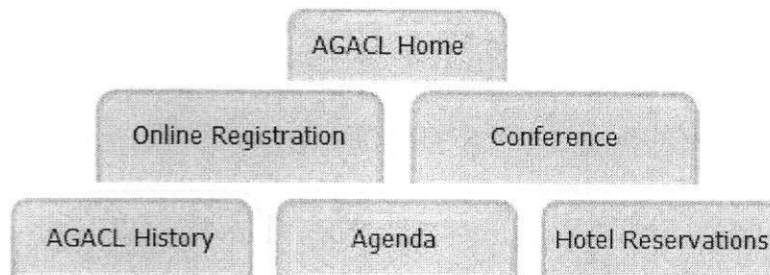 AGACL Home
Online Registration Conference
AGACL History Agenda Hotel Reservations